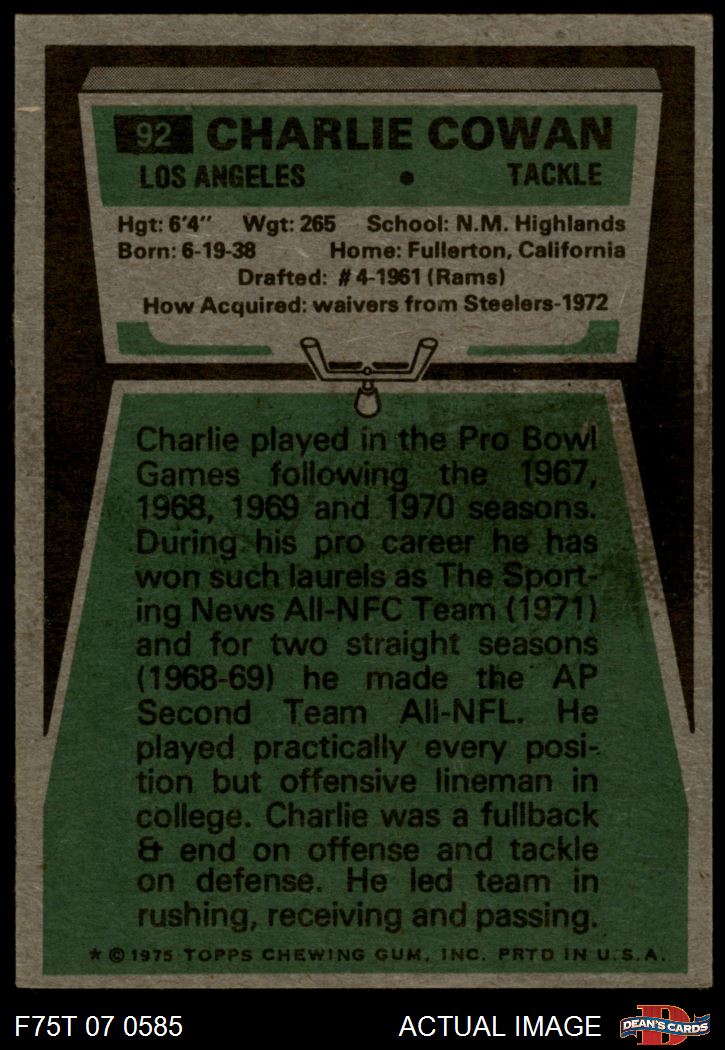 92 CHARLIE COWAN
LOS ANGELES • TACKLE
Hgt: 6'4" Wgt: 265 School: N.M. Highlands
Born: 6-19-38 Home: Fullerton, California
Drafted: #4-1961 (Rams)
How Acquired: waivers from Steelers-1972
Charlie played in the Pro Bowl
Games following the 1967,
1968, 1969 and 1970 seasons.
During his pro career he has
won such laurels as The Sport-
ing News All-NFC Team (1971)
and for two straight seasons
(1968-69) he made the AP
Second Team All-NFL. He
played practically every posi-
tion but offensive lineman in
college. Charlie was a fullback
& end on offense and tackle
on defense. He led team in
rushing, receiving and passing.
* © 1975 TOPPS CHEWING GUM, INC. PRTD IN U.S.A.
F75T 07 0585 ACTUAL IMAGE D DEAN'S CARDS